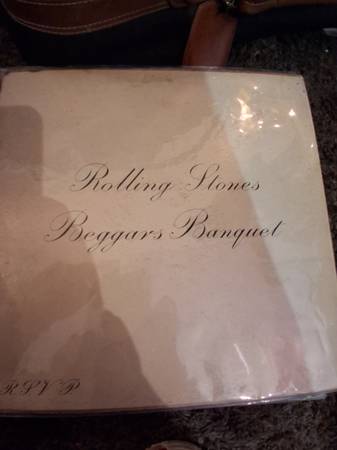 Rolling Stones
Beggars Banquet
R S V P